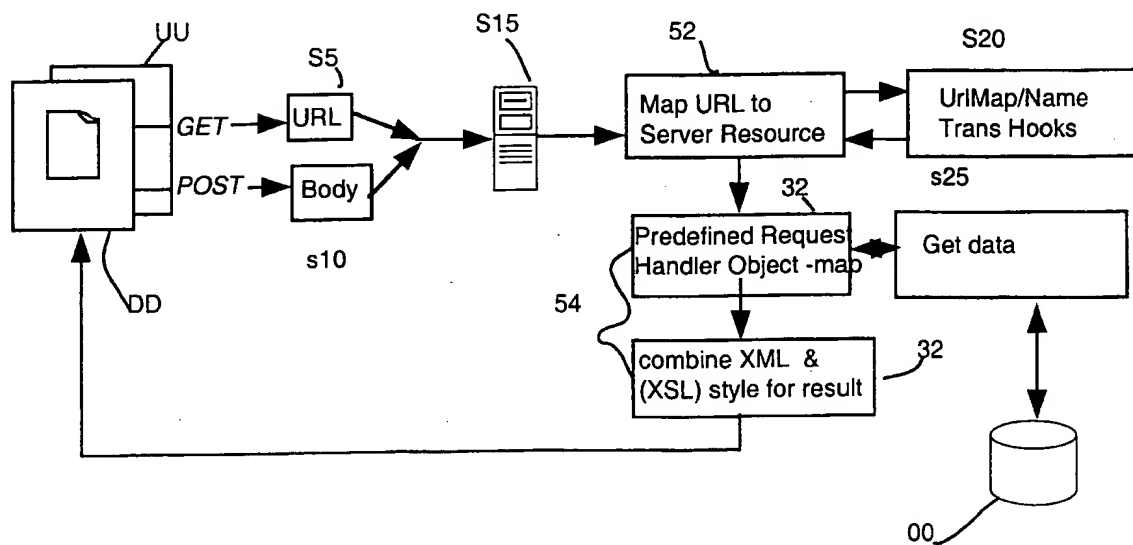 UU
S5
S15
52
S20
GET
URL
Map URL to
Server Resource
UrlMap/Name
Trans Hooks
POST
Body
s10
s25
32
Predefined Request
Handler Object -map
Get data
DD
54
combine XML &
(XSL) style for result
32
00